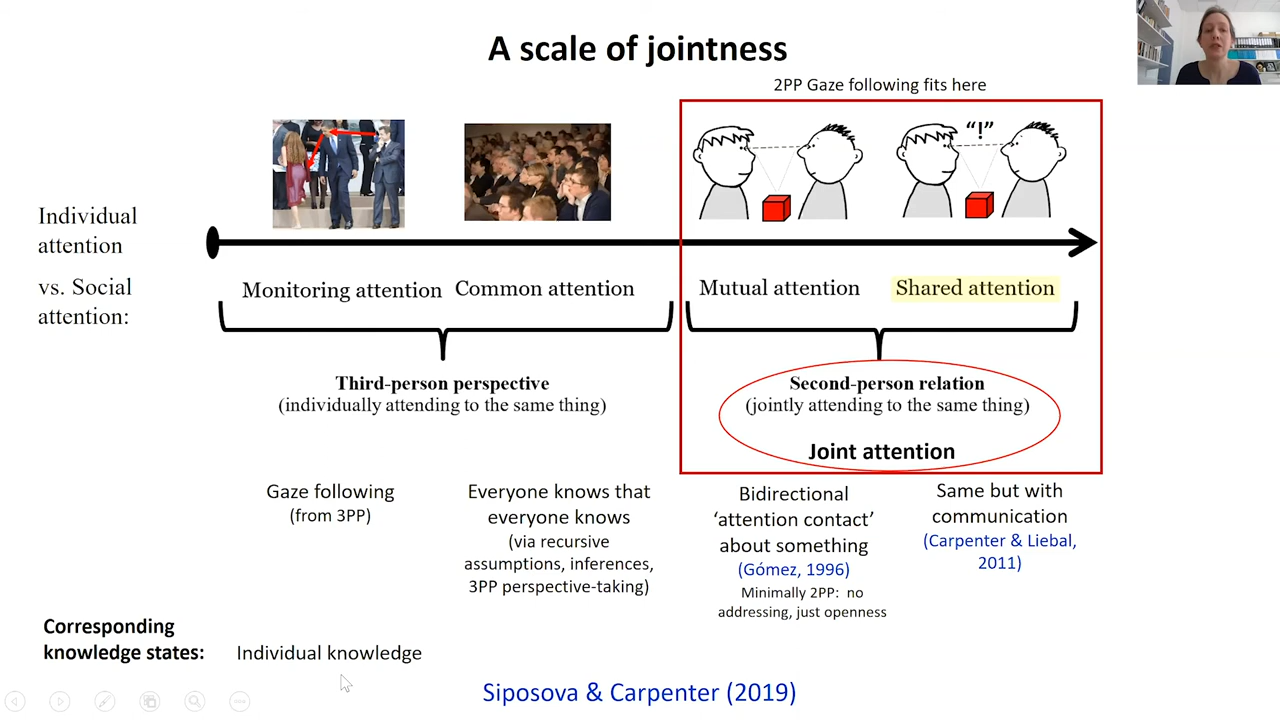 A scale of jointness
2PP Gaze following fits here
“!”
Individual
attention
vs. Social
attention:
Monitoring attention
Common attention
Mutual attention
Shared attention
Third-person perspective
(individually attending to the same thing)
Second-person relation
(jointly attending to the same thing)
Joint attention
Gaze following
(from 3PP)
Everyone knows that
everyone knows
(via recursive
assumptions, inferences,
3PP perspective-taking)
Bidirectional
‘attention contact’
about something
(Gómez, 1996)
Minimally 2PP: no
addressing, just openness
Same but with
communication
(Carpenter & Liebal,
2011)
Corresponding
knowledge states:
Individual knowledge
Siposova & Carpenter (2019)